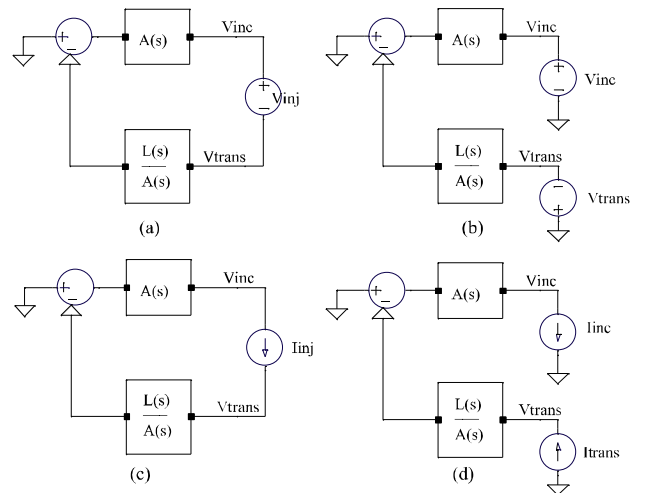 Vinc
A(s)
+
−
+
−
Vinj
L(s)
A(s)
Vtrans
(a)
Vinc
A(s)
+
−
+
−
Vinc
L(s)
A(s)
Vtrans
−
+
Vtrans
(b)
Vinc
A(s)
+
−
Iinj
L(s)
A(s)
Vtrans
(c)
Vinc
A(s)
+
−
Iinc
L(s)
A(s)
Vtrans
Itrans
(d)